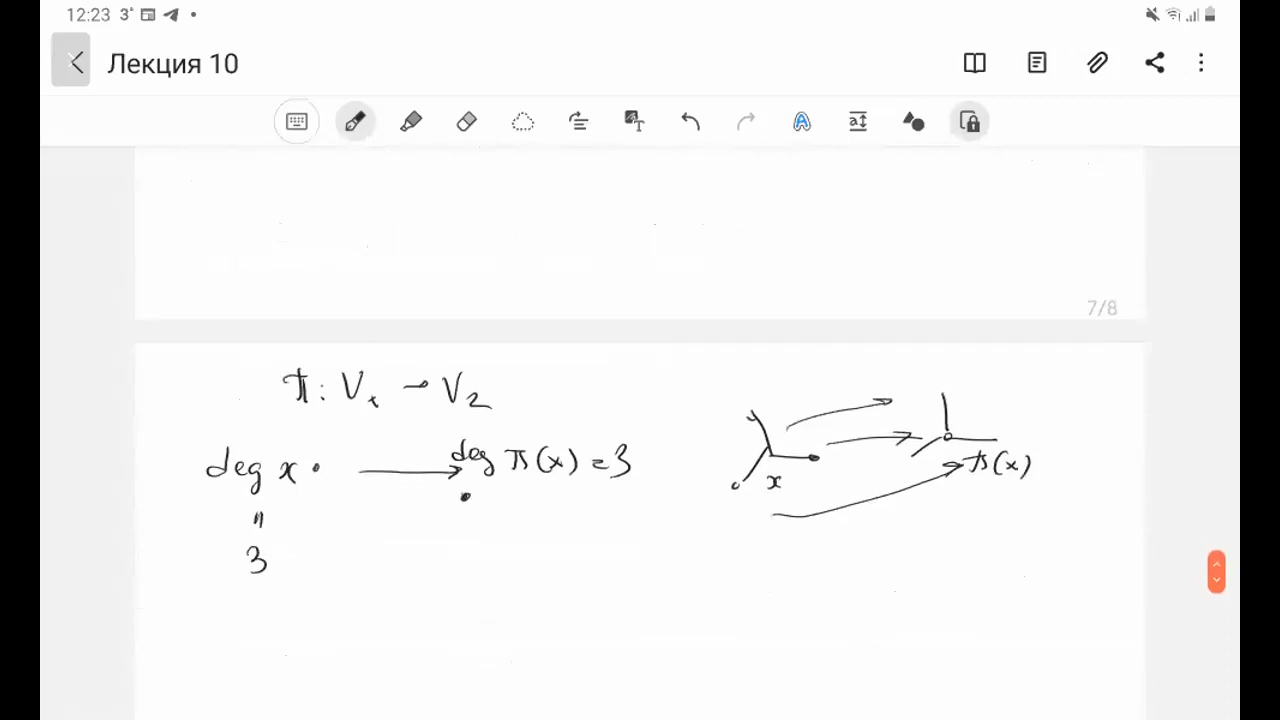 12:23 3°
Лекция 10
7/8
π: V₁ → V₂
deg x → deg π(x) = 3
"
3
x
π(x)